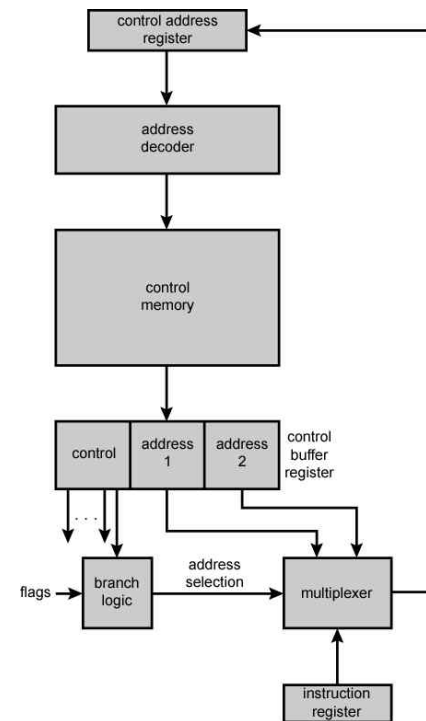 control address
register
address
decoder
control
memory
control
address
1
address
2
control
buffer
register
. . .
flags
branch
logic
address
selection
multiplexer
instruction
register